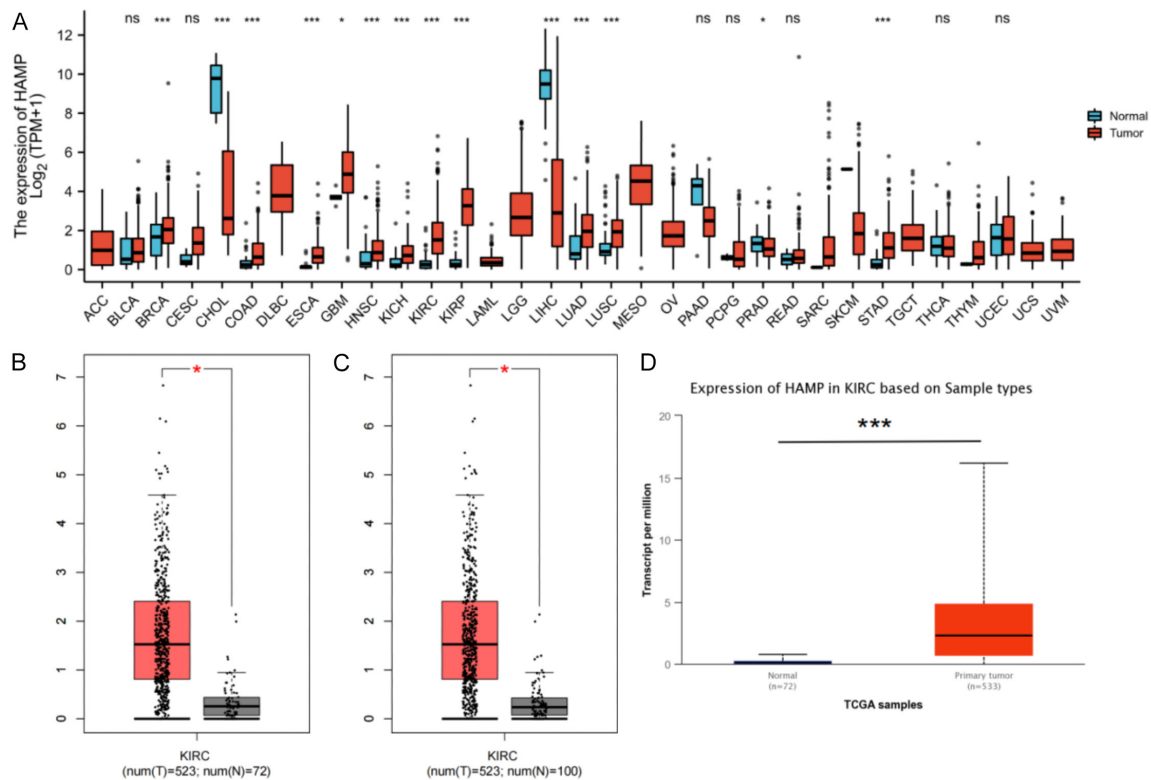 A
ns *** ns *** *** *** * *** *** *** *** *** *** *** ns ns * ns *** ns ns
The expression of HAMP
Log2 (TPM+1)
12
10
8
6
4
2
0
Normal
Tumor
ACC BLCA BRCA CESC CHOL COAD DLBC ESCA GBM HNSC KICH KIRC KIRP LAML LGG LIHC LUAD LUSC MESO OV PAAD PCPG PRAD READ SARC SKCM STAD TGCT THCA THYM UCEC UCS UVM
B
*
7
6
5
4
3
2
1
0
KIRC
(num(T)=523; num(N)=72)
C
*
7
6
5
4
3
2
1
0
KIRC
(num(T)=523; num(N)=100)
D
Expression of HAMP in KIRC based on Sample types
***
Transcript per million
20
15
10
5
0
Normal
(n=72)
Primary tumor
(n=533)
TCGA samples